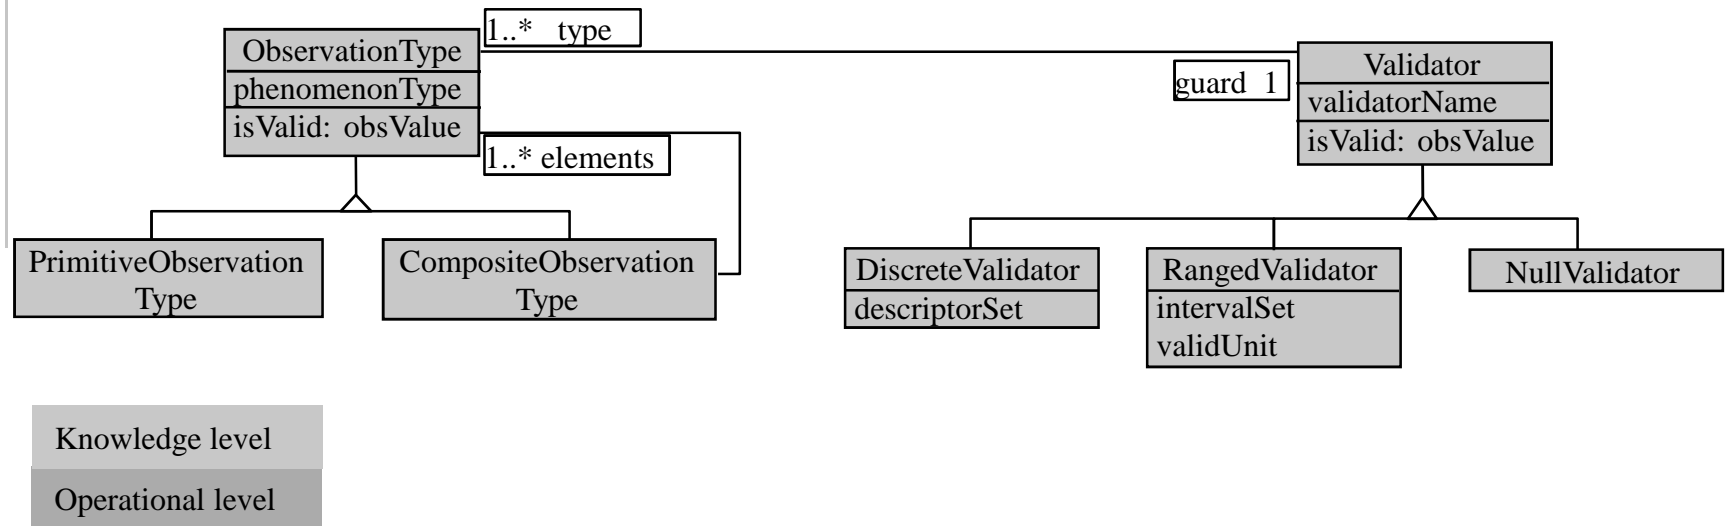 1..* type
ObservationType
phenomenonType
isValid: obsValue
1..* elements
guard 1
Validator
validatorName
isValid: obsValue
PrimitiveObservation
Type
CompositeObservation
Type
DiscreteValidator
descriptorSet
RangedValidator
intervalSet
validUnit
NullValidator
Knowledge level
Operational level